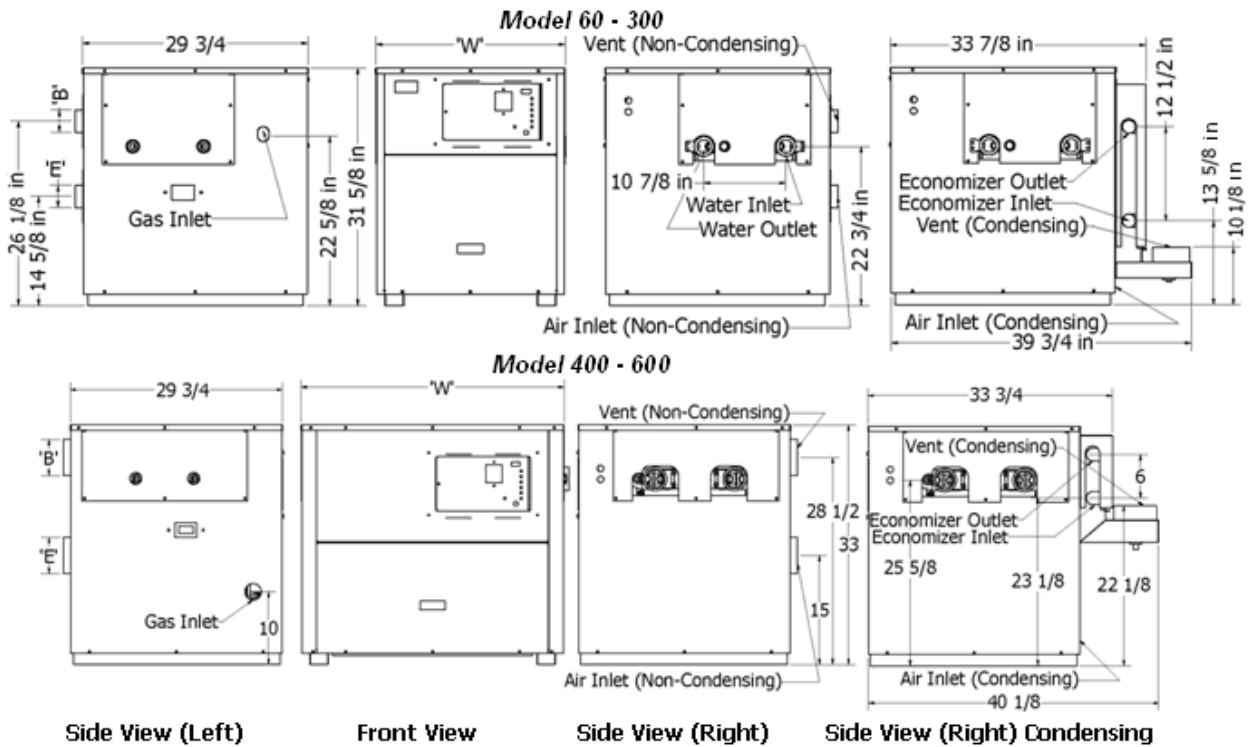 Model 60 - 300
29 3/4
'W'
Vent (Non-Condensing)
33 7/8 in
12 1/2 in
'B'
Gas Inlet
26 1/8 in
14 5/8 in
22 5/8 in
31 5/8 in
10 7/8 in
Water Inlet
Water Outlet
22 3/4 in
Air Inlet (Non-Condensing)
Economizer Outlet
Economizer Inlet
Vent (Condensing)
13 5/8 in
10 1/8 in
Air Inlet (Condensing)
39 3/4 in
Model 400 - 600
29 3/4
'W'
Vent (Non-Condensing)
33 3/4
'B'
Vent (Condensing)
6
28 1/2
33
Economizer Outlet
Economizer Inlet
25 5/8
23 1/8
22 1/8
Gas Inlet
10
15
Air Inlet (Non-Condensing)
Air Inlet (Condensing)
40 1/8
Side View (Left)
Front View
Side View (Right)
Side View (Right) Condensing